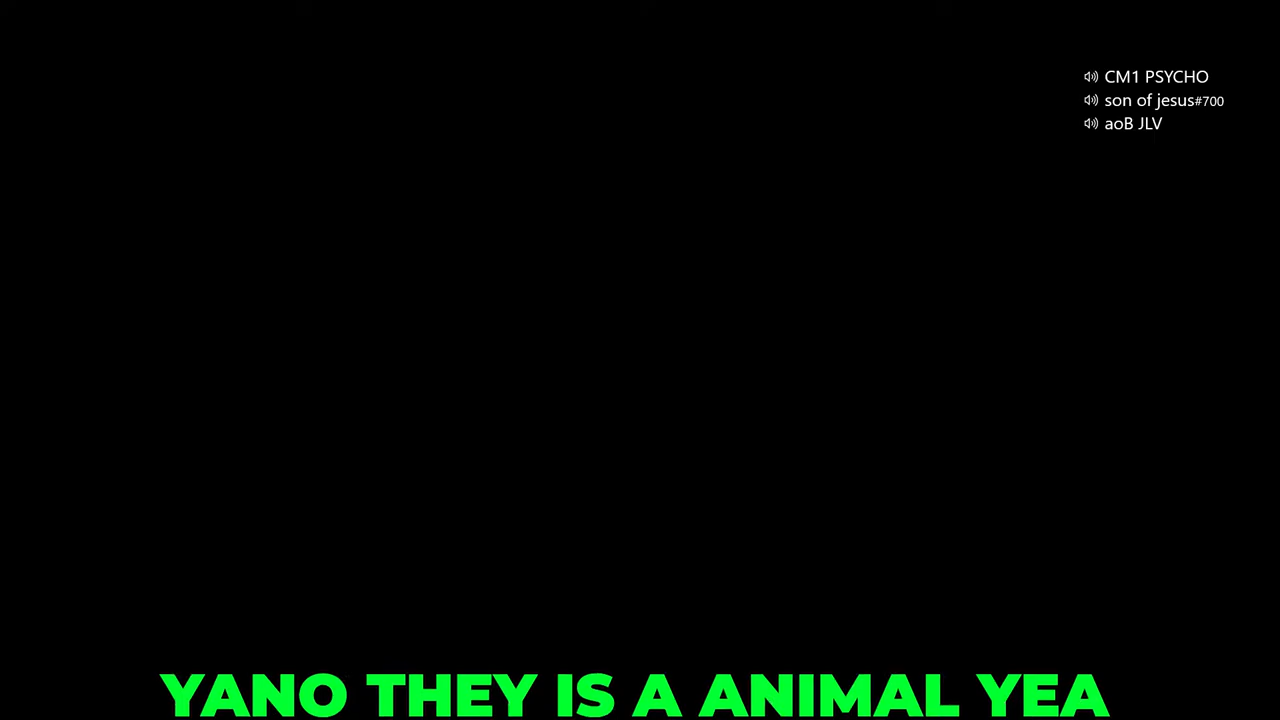 CM1 PSYCHO
son of jesus#700
aoB JLV
YANO THEY IS A ANIMAL YEA